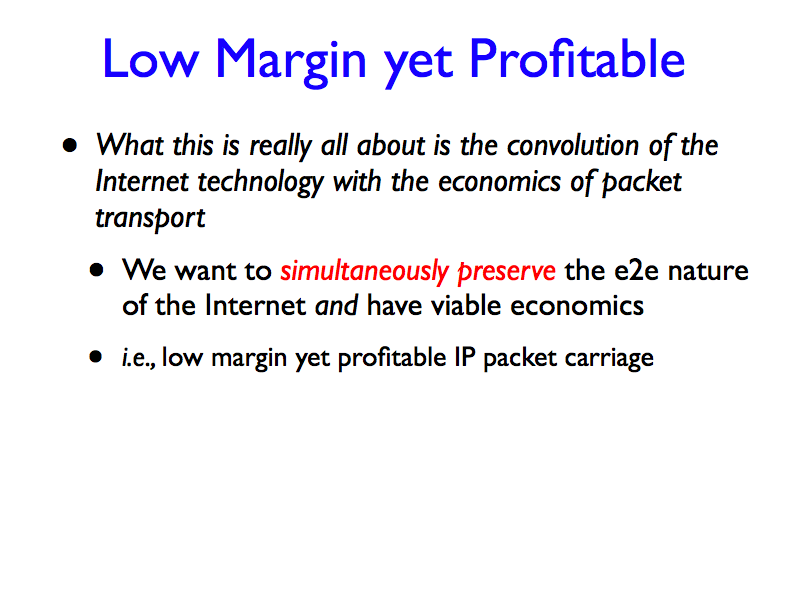 Low Margin yet Profitable
• What this is really all about is the convolution of the
Internet technology with the economics of packet
transport
• We want to simultaneously preserve the e2e nature
of the Internet and have viable economics
• i.e., low margin yet profitable IP packet carriage